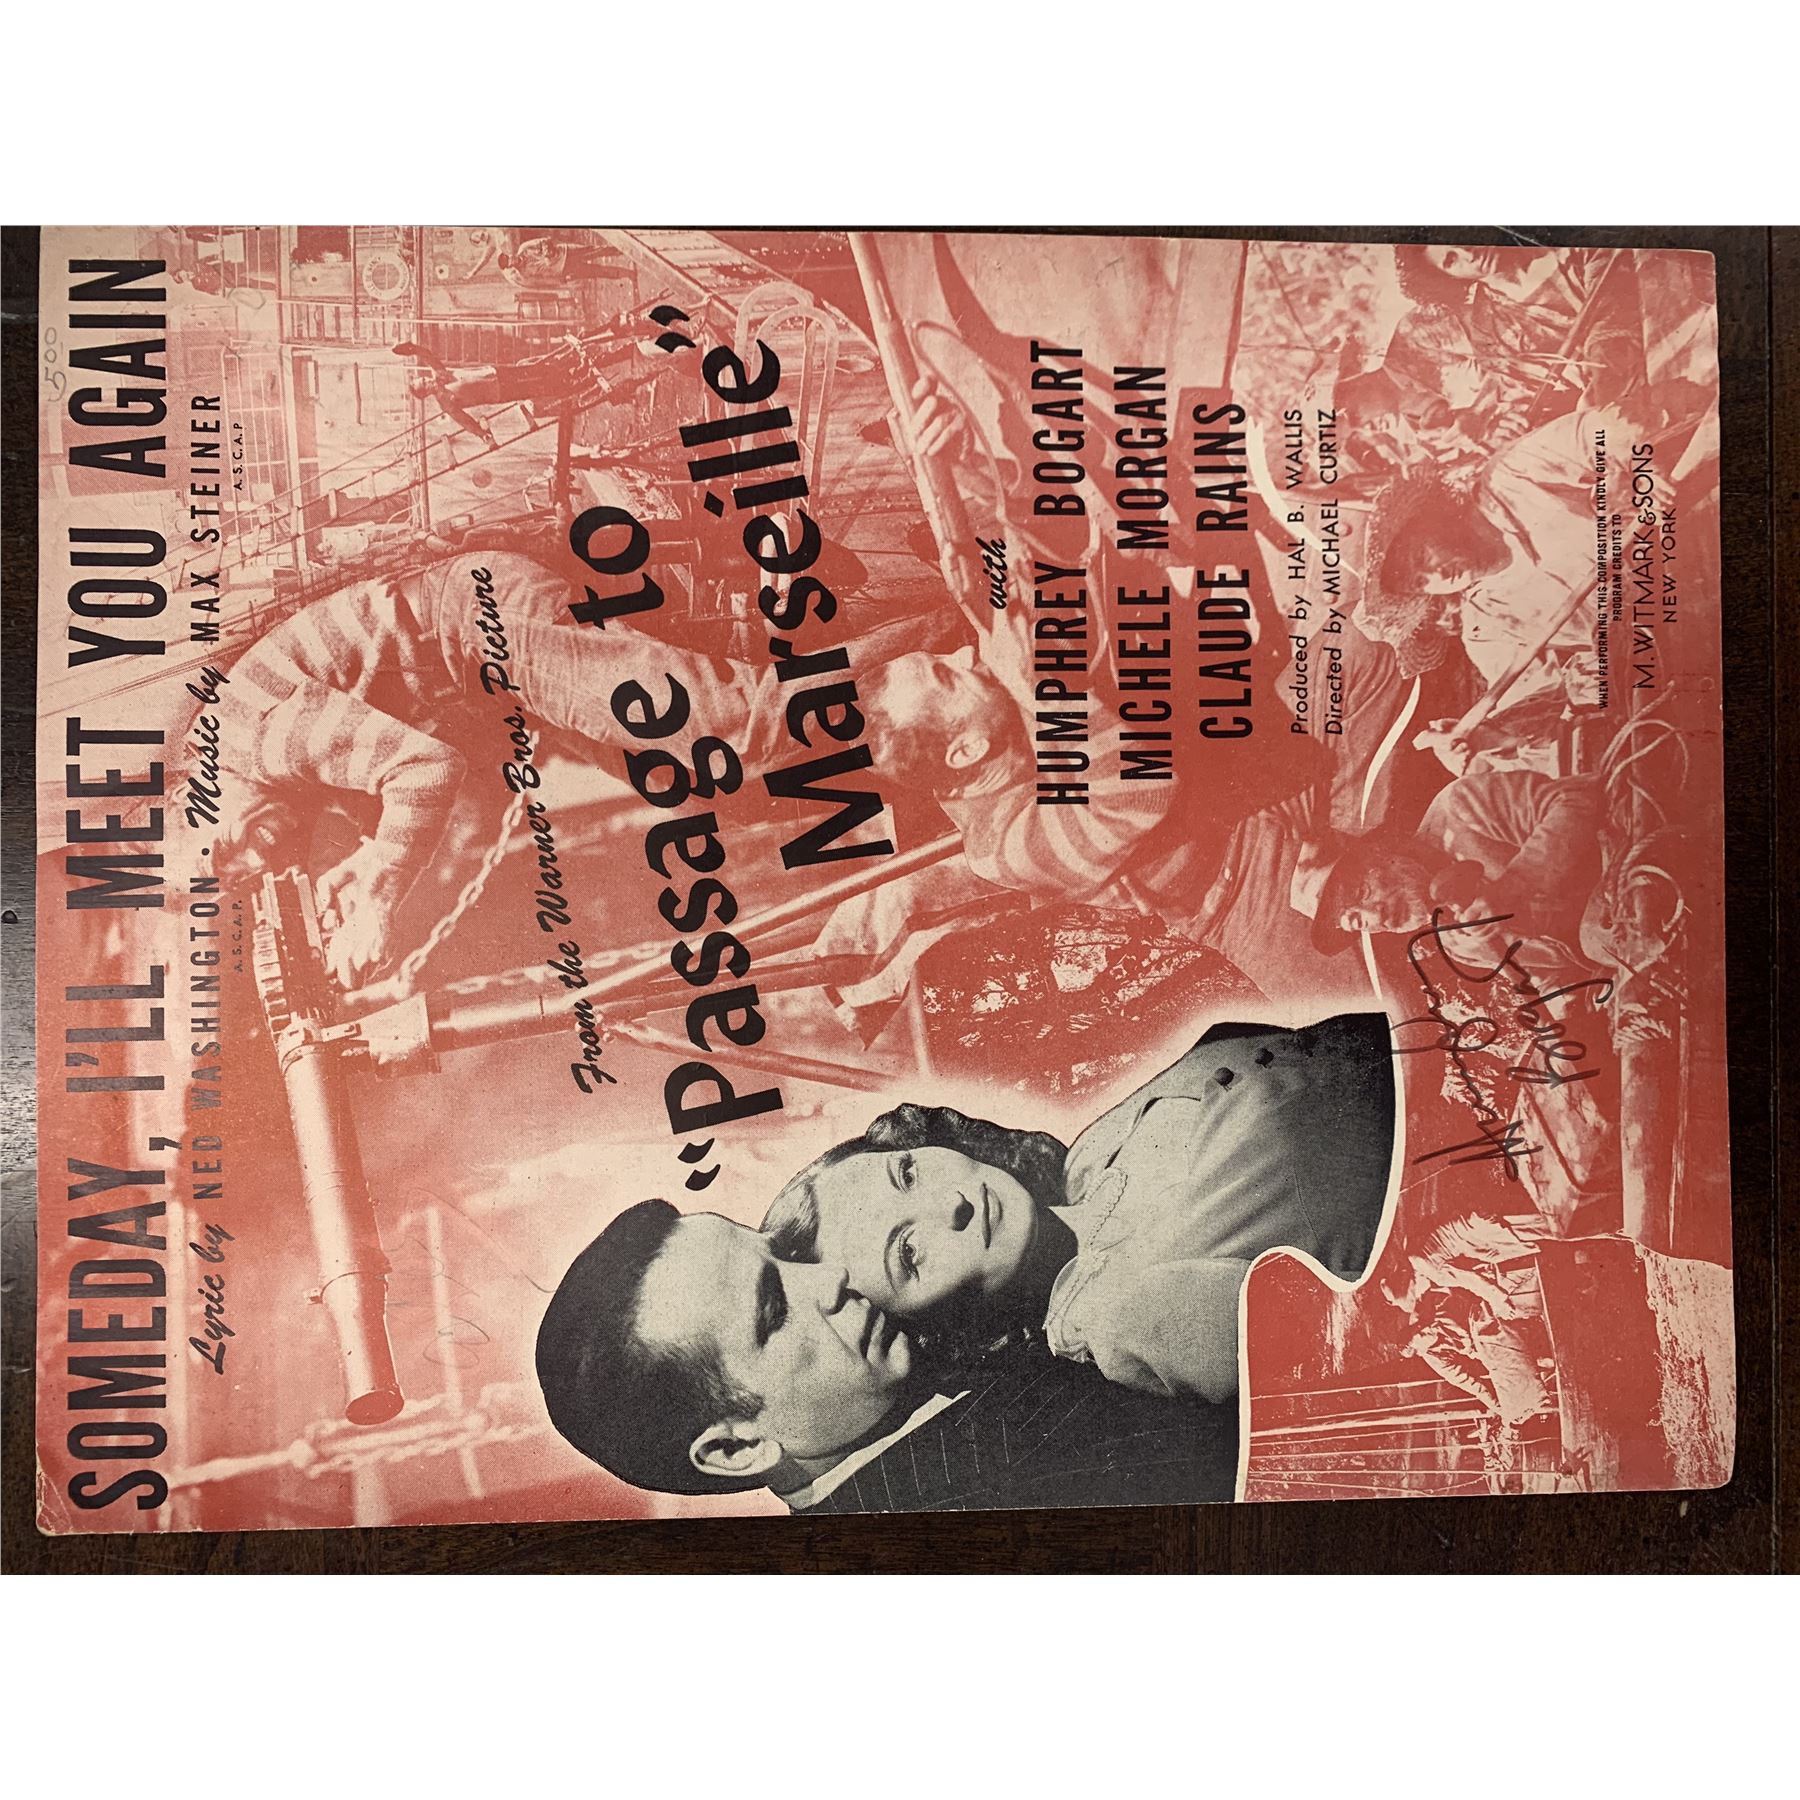 500
SOMEDAY, I'LL MEET YOU AGAIN
Lyric by NED WASHINGTON · Music by MAX STEINER
A. S. C. A. P. A. S. C. A. P
From the Warner Bros. Picture
"Passage to
Marseille"
with
HUMPHREY BOGART
MICHELE MORGAN
CLAUDE RAINS
Produced by HAL B. WALLIS
Directed by MICHAEL CURTIZ
WHEN PERFORMING THIS COMPOSITION KINDLY GIVE ALL
PROGRAM CREDITS TO
M. WITMARK & SONS
NEW YORK